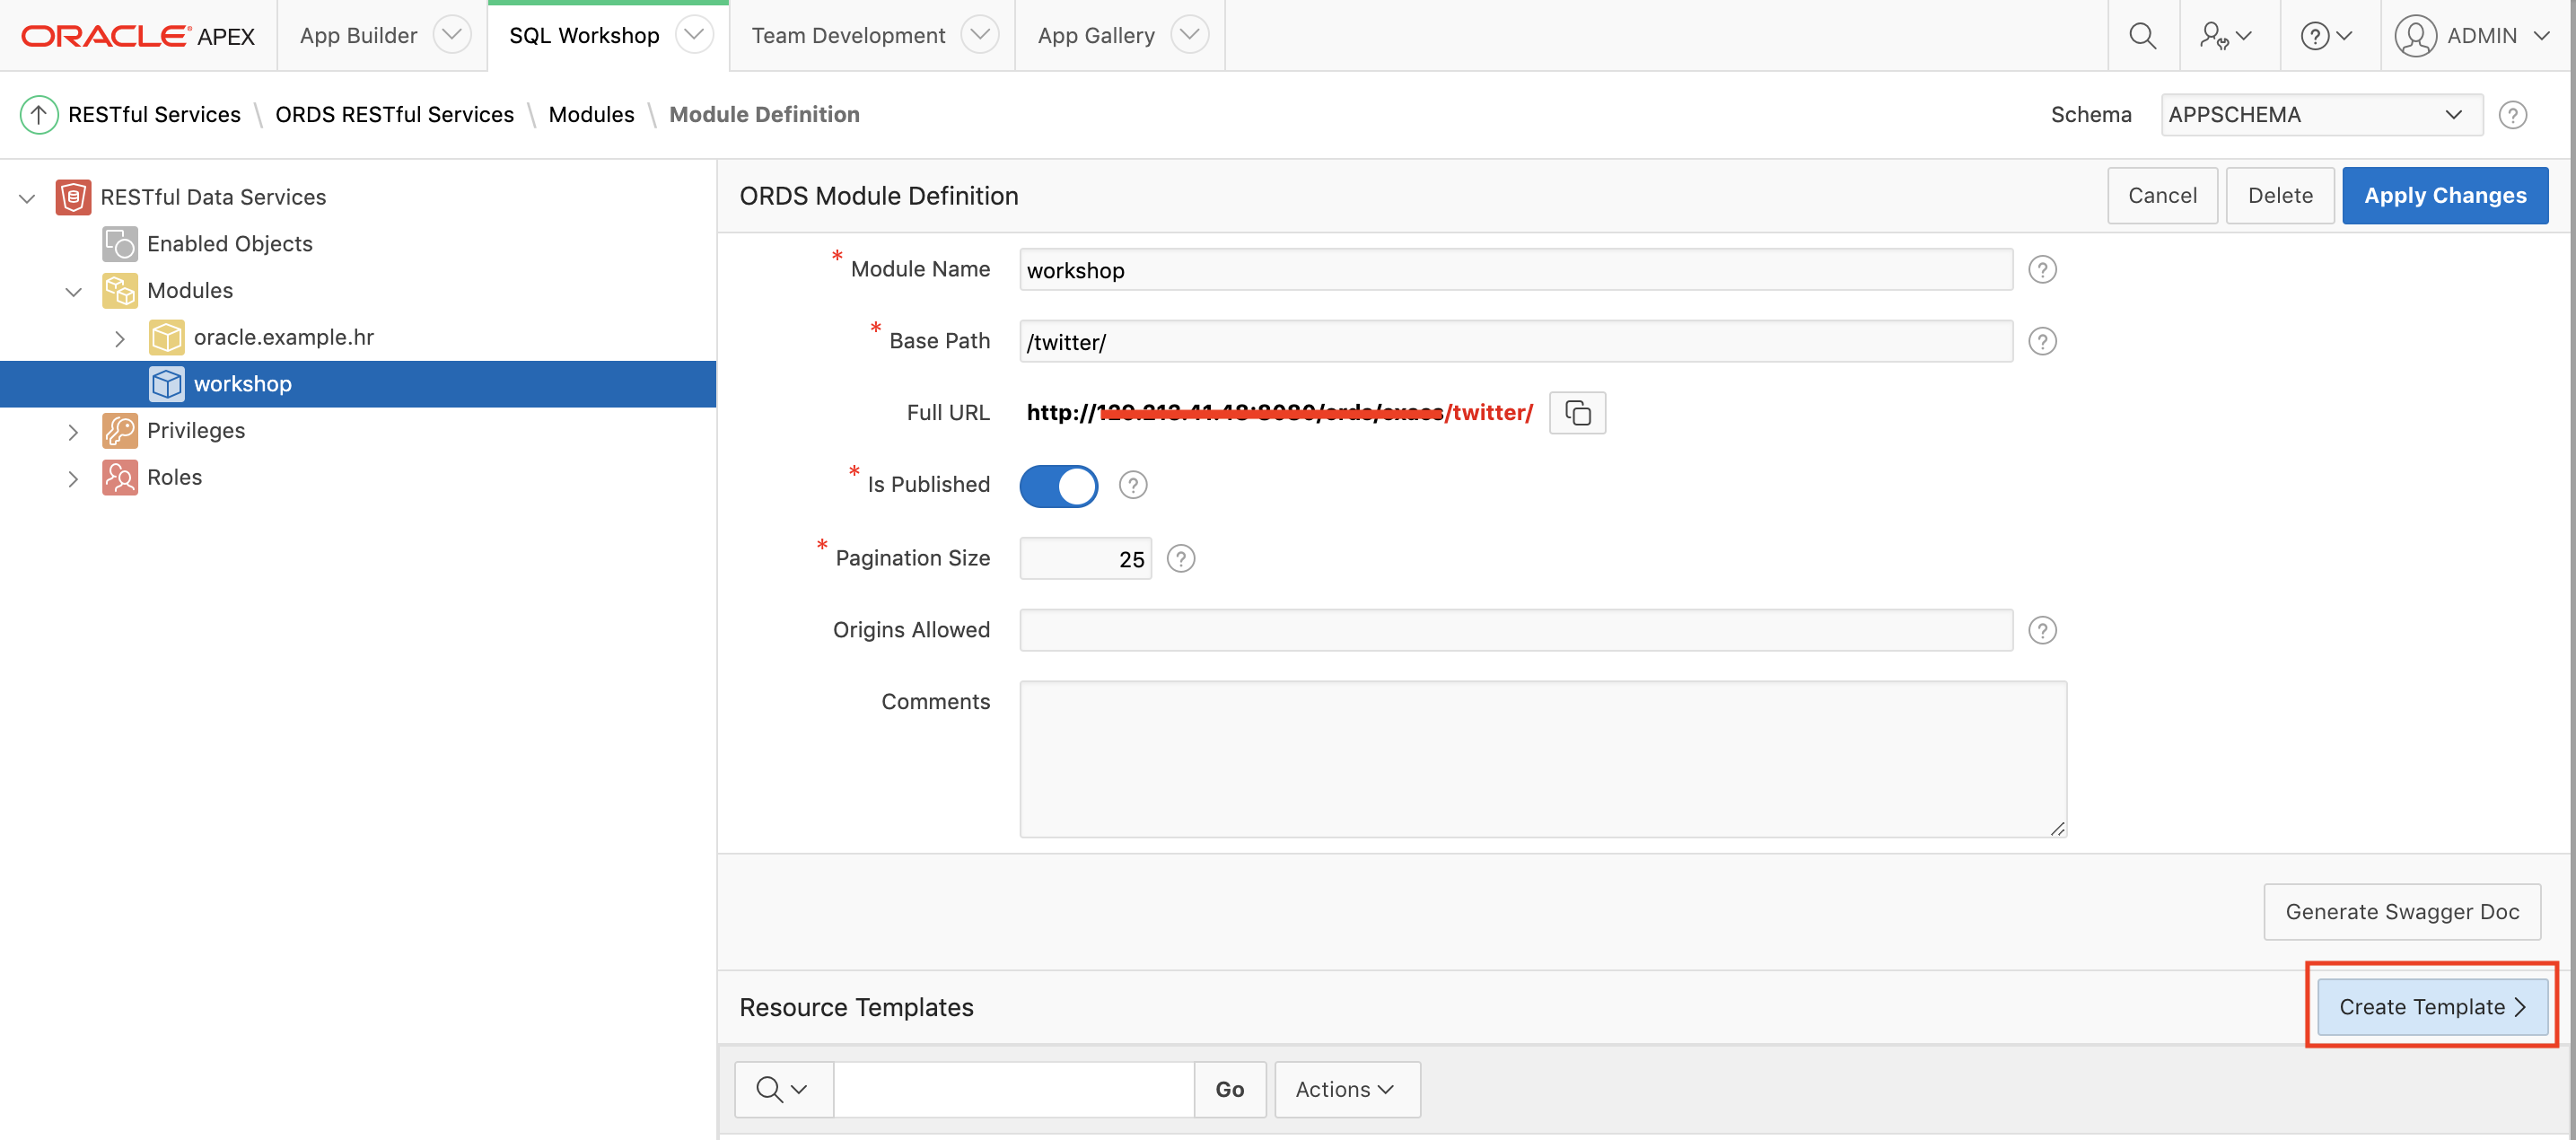 ORACLE APEX App Builder SQL Workshop Team Development App Gallery ADMIN
RESTful Services \ ORDS RESTful Services \ Modules \ Module Definition Schema APPSCHEMA
RESTful Data Services
Enabled Objects
Modules
oracle.example.hr
workshop
Privileges
Roles
ORDS Module Definition Cancel Delete Apply Changes
* Module Name workshop
* Base Path /twitter/
Full URL http:// /twitter/
* Is Published
* Pagination Size 25
Origins Allowed
Comments
Generate Swagger Doc
Resource Templates Create Template >
Go Actions